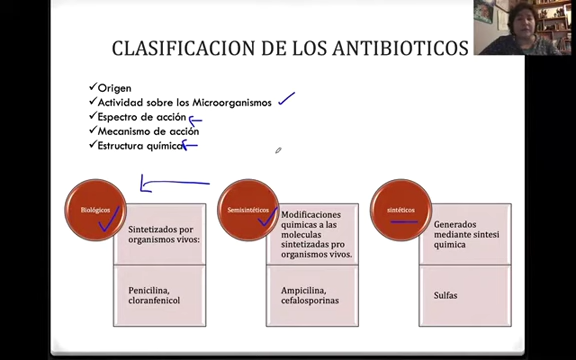 CLASIFICACION DE LOS ANTIBIOTICOS
✓Origen
✓Actividad sobre los Microorganismos
✓Espectro de acción
✓Mecanismo de acción
✓Estructura química
Biológicos
Sintetizados por
organismos vivos:
Penicilina,
cloranfenicol
Semisintéticos
Modificaciones
químicas a las
moleculas
sintetizadas pro
organismos vivos.
Ampicilina,
cefalosporinas
sintéticos
Generados
mediante sintesi
química
Sulfas